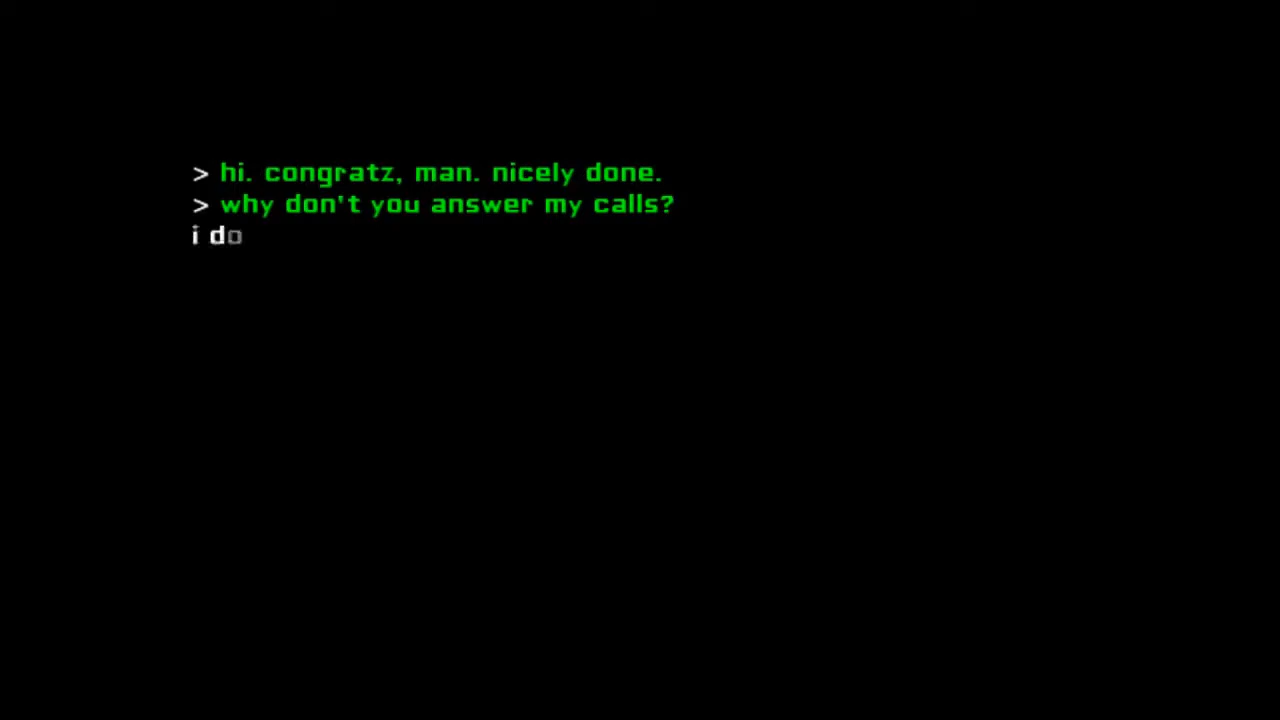 > hi. congratz, man. nicely done.
> why don't you answer my calls?
i do